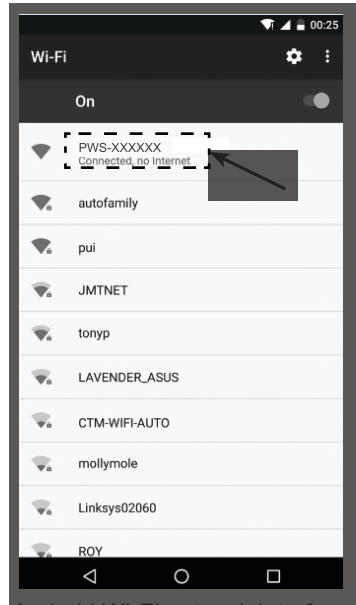 00:25
Wi-Fi
On
PWS-XXXXXX
Connected, no Internet
autofamily
pui
JMTNET
tonyp
LAVENDER_ASUS
CTM-WIFI-AUTO
mollymole
Linksys02060
ROY